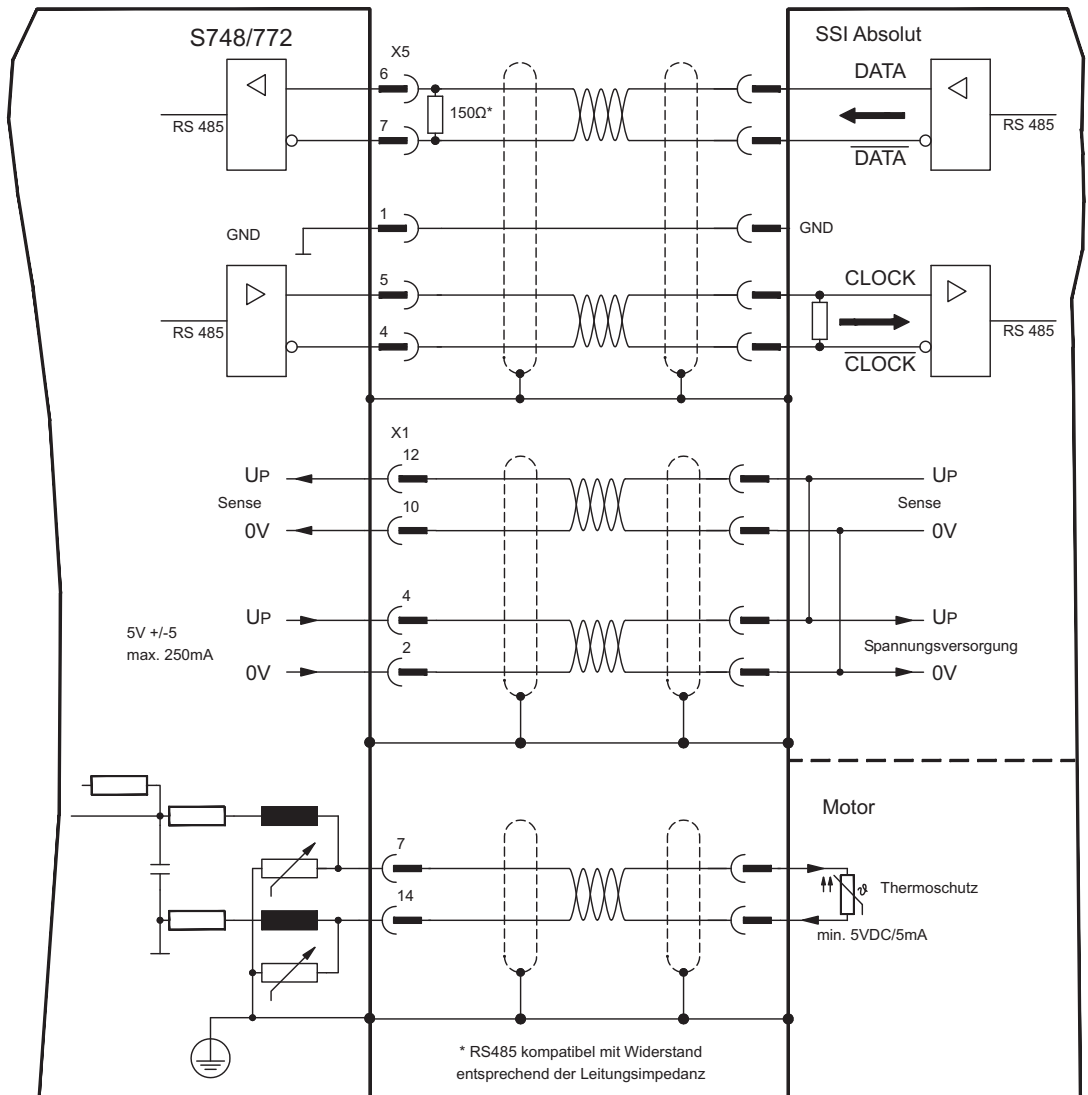 S748/772
SSI Absolut
X5
6
DATA
150Ω*
RS 485
7
RS 485
DATA
1
GND
GND
5
CLOCK
RS 485
4
RS 485
CLOCK
X1
12
UP
UP
Sense
Sense
10
0V
0V
4
UP
UP
5V +/-5
max. 250mA
Spannungsversorgung
2
0V
0V
Motor
7
ϑ
Thermoschutz
14
min. 5VDC/5mA
* RS485 kompatibel mit Widerstand
entsprechend der Leitungsimpedanz